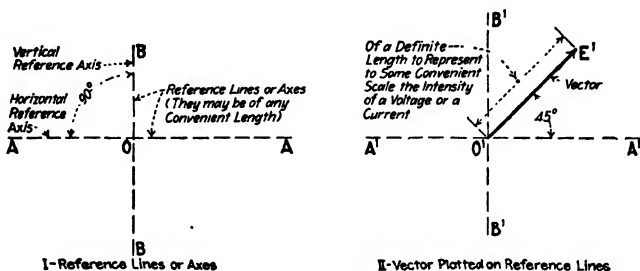 B
Vertical
Reference Axis
90°
Horizontal
Reference
Axis
Reference Lines or Axes
(They may be of any
Convenient Length)
A
O
A
B
I-Reference Lines or Axes
B'
Of a Definite
Length to Represent
to Some Convenient
Scale the Intensity
of a Voltage or a
Current
E'
Vector
45°
A'
O'
A'
B'
II-Vector Plotted on Reference Lines